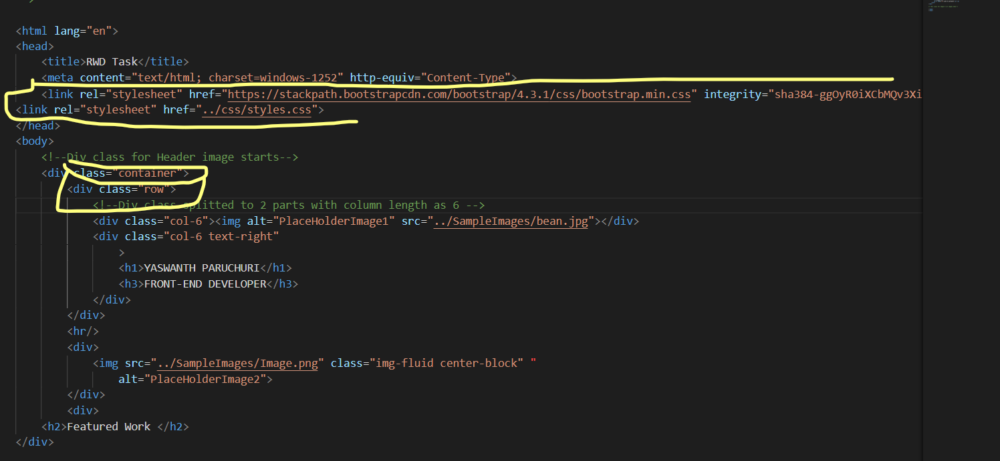 <html lang="en">
<head>
<title>RWD Task</title>
<meta content="text/html; charset=windows-1252" http-equiv="Content-Type">
<link rel="stylesheet" href="https://stackpath.bootstrapcdn.com/bootstrap/4.3.1/css/bootstrap.min.css" integrity="sha384-ggOyR0iXCbMQv3Xi
<link rel="stylesheet" href="../css/styles.css">
</head>
<body>
<!--Div class for Header image starts-->
<div class="container">
<div class="row">
<!--Div class splitted to 2 parts with column length as 6 -->
<div class="col-6"><img alt="PlaceHolderImage1" src="../SampleImages/bean.jpg"></div>
<div class="col-6 text-right"
>
<h1>YASWANTH PARUCHURI</h1>
<h3>FRONT-END DEVELOPER</h3>
</div>
</div>
<hr/>
<div>
<img src="../SampleImages/Image.png" class="img-fluid center-block" "
alt="PlaceHolderImage2">
</div>
<div>
<h2>Featured Work </h2>
</div>